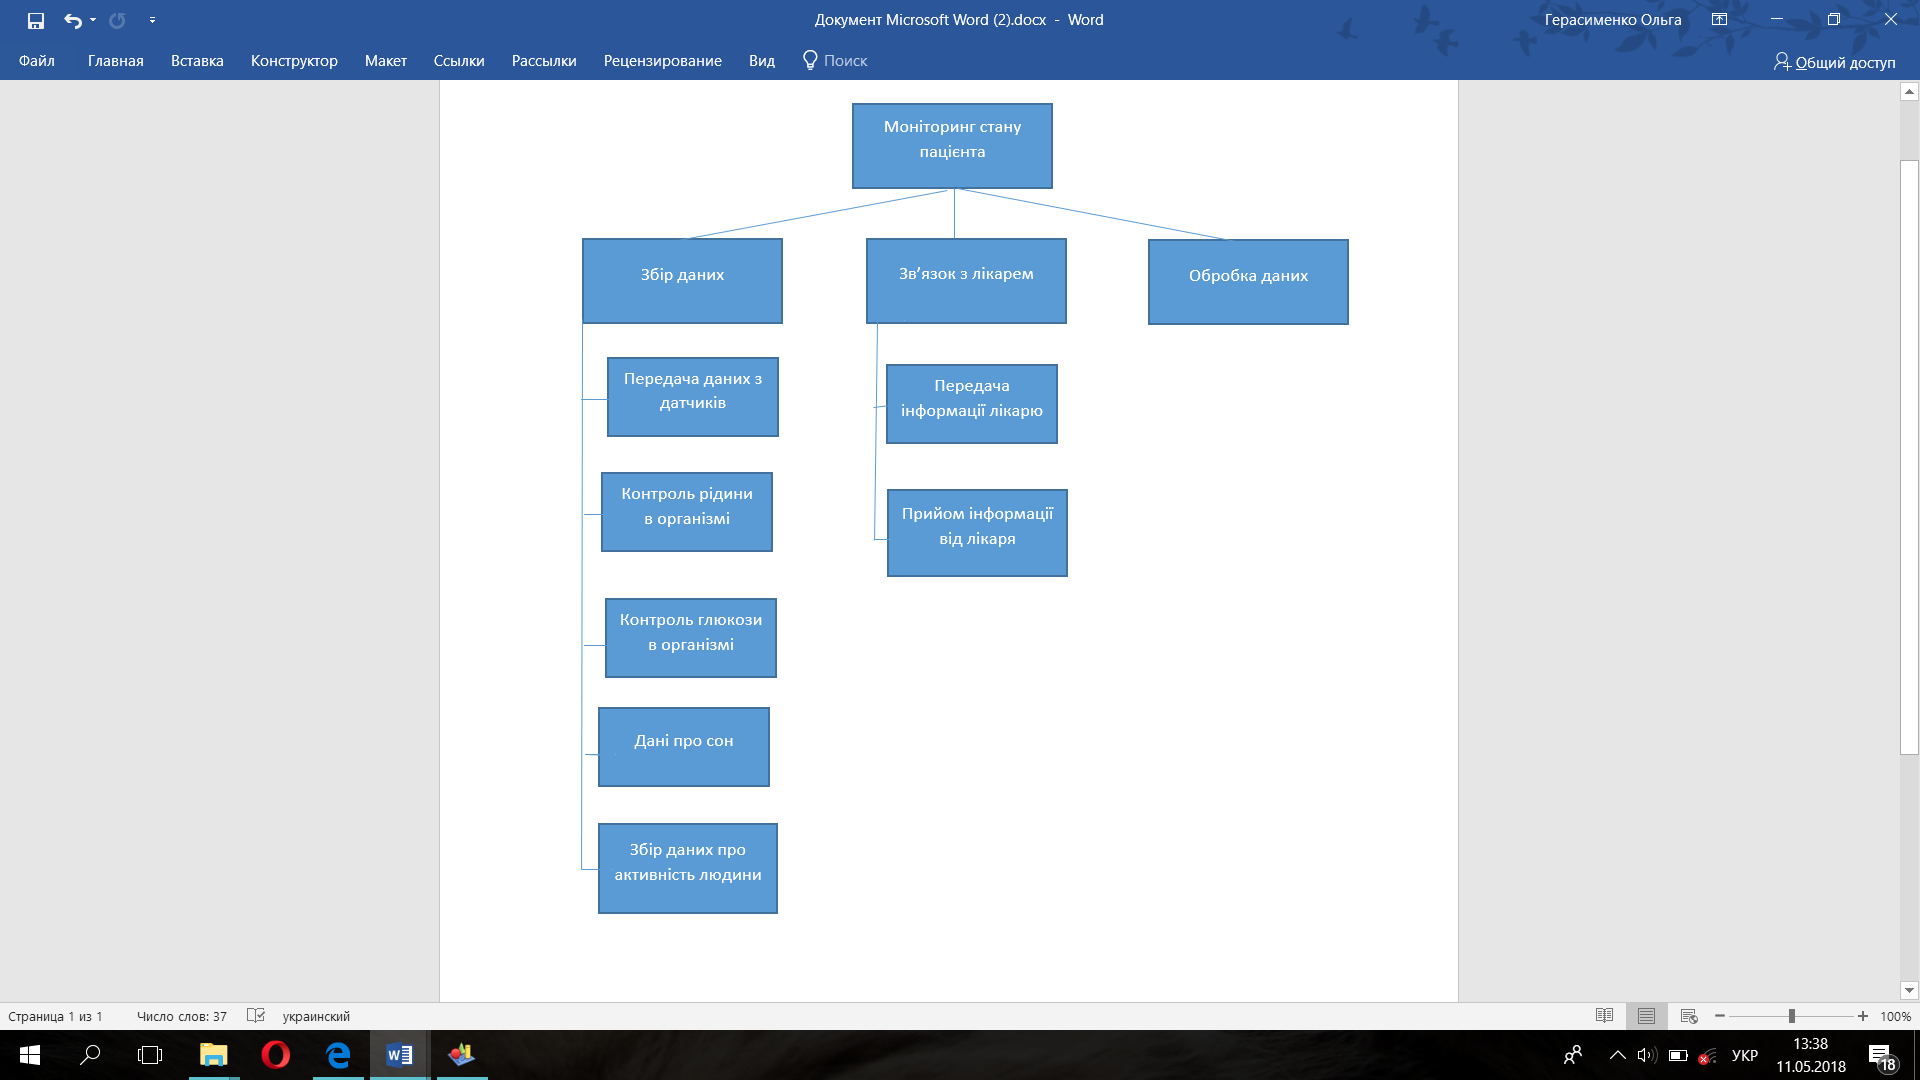 Документ Microsoft Word (2).docx - Word
Герасименко Ольга
Файл
Главная
Вставка
Конструктор
Макет
Ссылки
Рассылки
Рецензирование
Вид
Поиск
Общий доступ
Моніторинг стану
пацієнта
Збір даних
Зв’язок з лікарем
Обробка даних
Передача даних з
датчиків
Контроль рідини
в організмі
Контроль глюкози
в організмі
Дані про сон
Збір даних про
активність людини
Передача
інформації лікарю
Прийом інформації
від лікаря
Страница 1 из 1
Число слов: 37
украинский
100%
УКР
13:38
11.05.2018
18